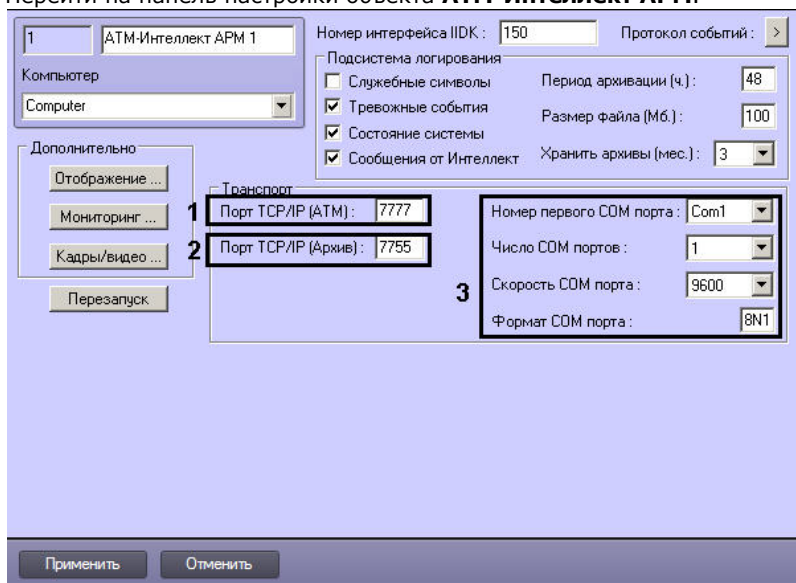 Перейти на панель настройки объекта АТМ-Интеллект АРМ.
1 АТМ-Интеллект АРМ 1
Номер интерфейса IIDK : 150 Протокол событий : >
Компьютер
Computer
Подсистема логирования
Служебные символы Период архивации (ч.) : 48
Тревожные события Размер файла (Мб.) : 100
Состояние системы
Сообщения от Интеллект Хранить архивы (мес.) : 3
Дополнительно
Отображение ...
Мониторинг ...
Кадры/видео ...
Перезапуск
Транспорт
1 Порт TCP/IP (АТМ) : 7777
2 Порт TCP/IP (Архив) : 7755
3
Номер первого COM порта : Com1
Число COM портов : 1
Скорость COM порта : 9600
Формат COM порта : 8N1
Применить Отменить